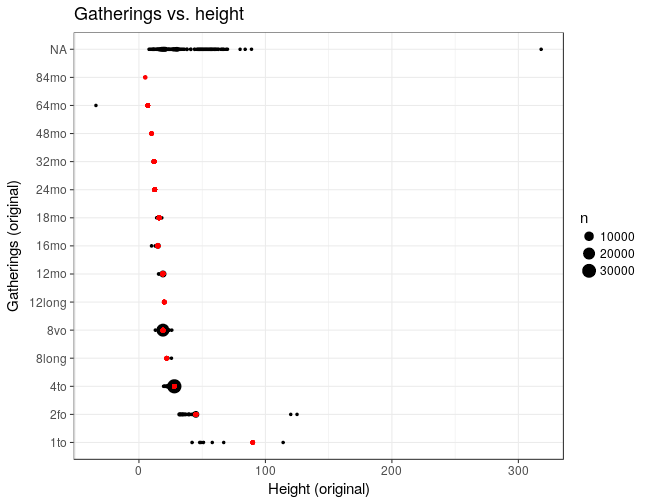 Gatherings vs. height
NA
84mo
64mo
48mo
32mo
24mo
18mo
16mo
12mo
12long
8vo
8long
4to
2fo
1to
Gatherings (original)
0 100 200 300
Height (original)
n
10000
20000
30000